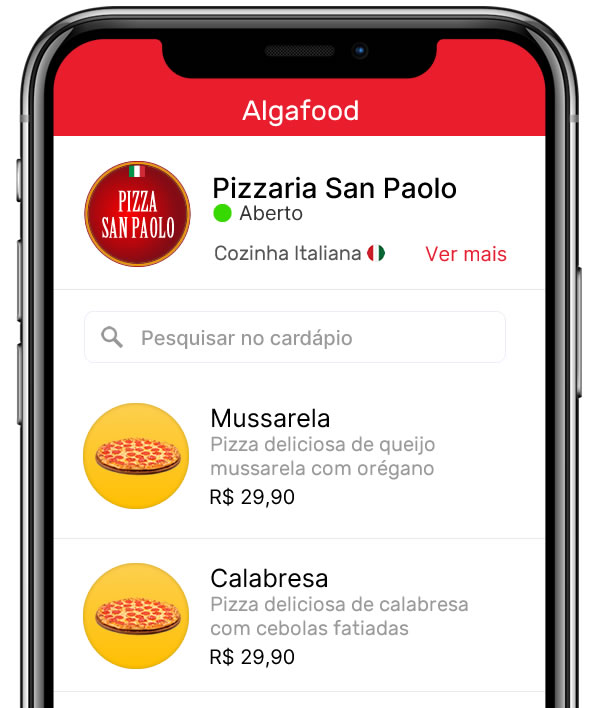 Algafood
PIZZA
SAN PAOLO
Pizzaria San Paolo
Aberto
Cozinha Italiana
Ver mais
Pesquisar no cardápio
Mussarela
Pizza deliciosa de queijo
mussarela com orégano
R$ 29,90
Calabresa
Pizza deliciosa de calabresa
com cebolas fatiadas
R$ 29,90